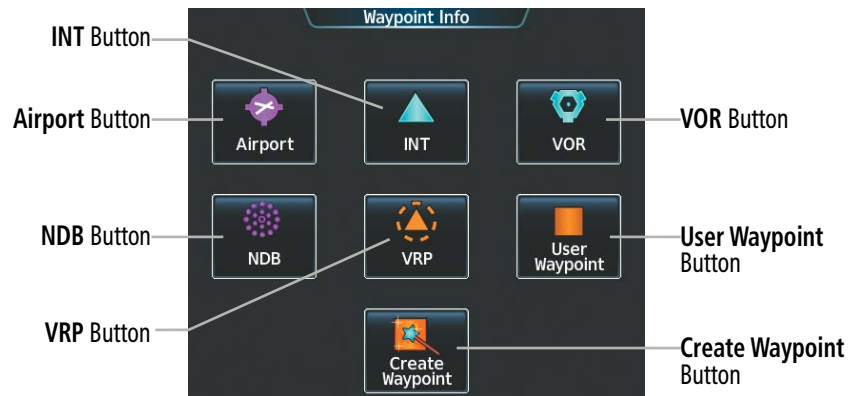 Waypoint Info
INT Button
Airport Button
VOR Button
Airport
INT
VOR
NDB Button
User Waypoint
Button
NDB
VRP
User
Waypoint
VRP Button
Create Waypoint
Button
Create
Waypoint